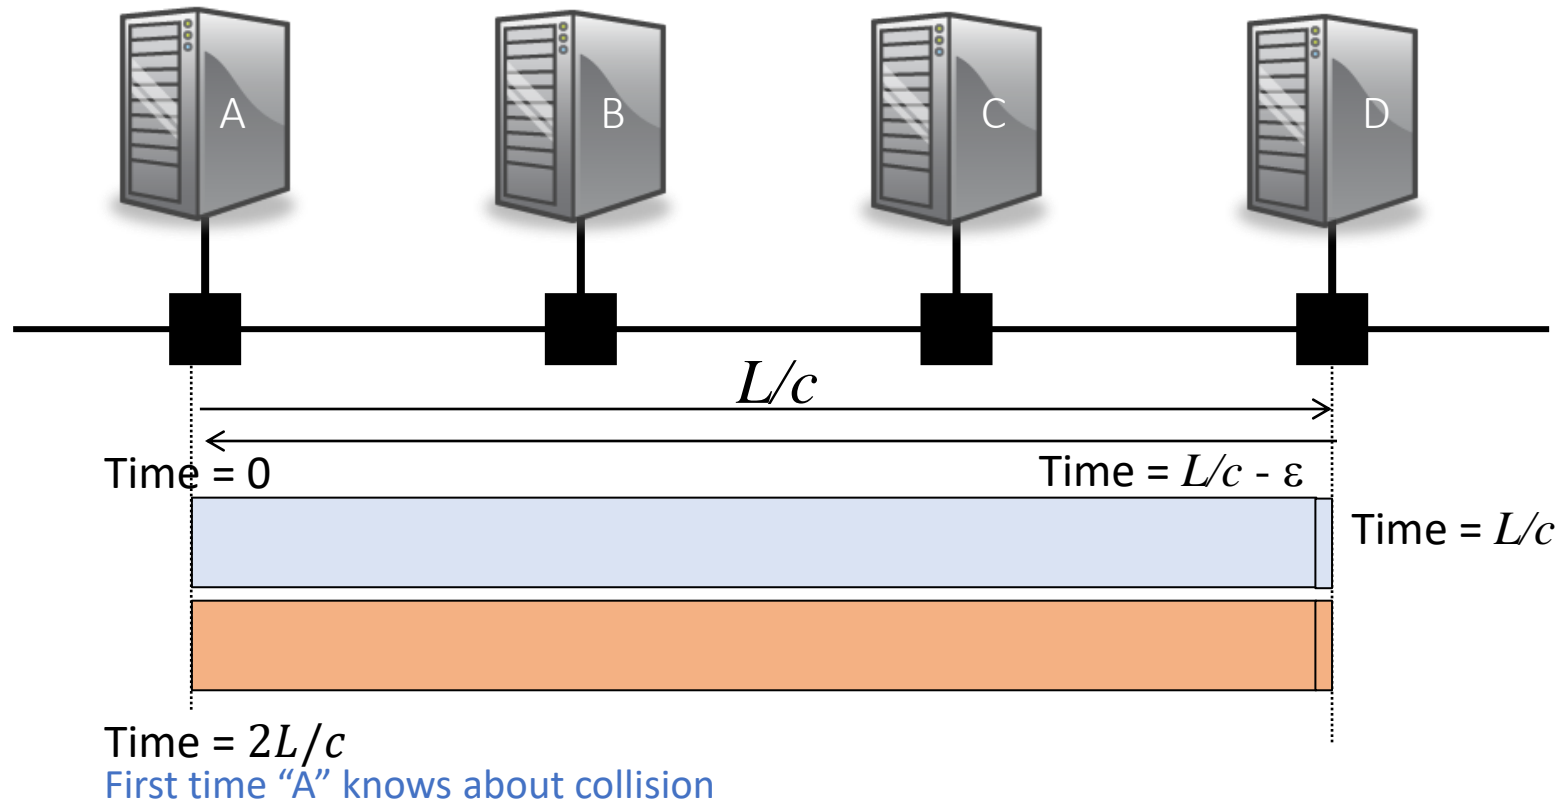 A
B
C
D
L/c
Time = 0
Time = L/c - ε
Time = L/c
Time = 2L/c
First time “A” knows about collision